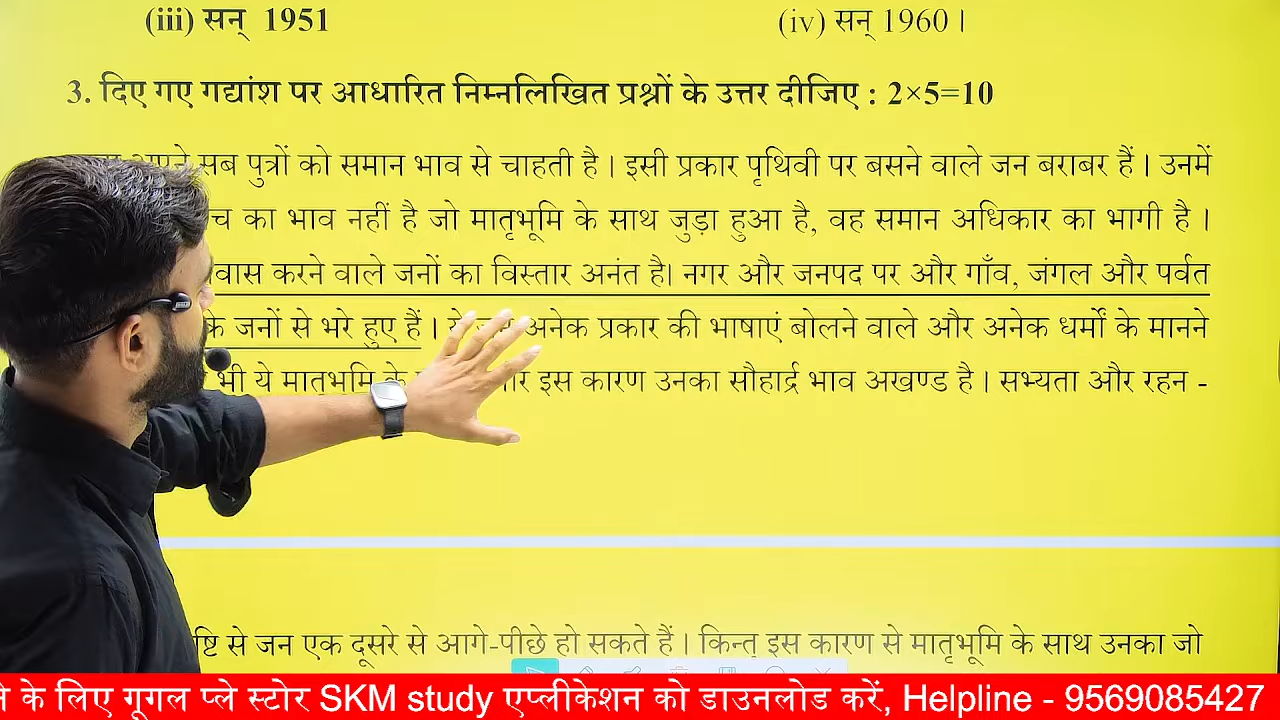 (iii) सन् 1951 (iv) सन् 1960 ।
3. दिए गए गद्यांश पर आधारित निम्नलिखित प्रश्नों के उत्तर दीजिए : 2×5=10
सब पुत्रों को समान भाव से चाहती है । इसी प्रकार पृथिवी पर बसने वाले जन बराबर हैं । उनमें
का भाव नहीं है जो मातृभूमि के साथ जुड़ा हुआ है, वह समान अधिकार का भागी है ।
करने वाले जनों का विस्तार अनंत है। नगर और जनपद पर और गाँव, जंगल और पर्वत
के जनों से भरे हुए हैं । अनेक प्रकार की भाषाएं बोलने वाले और अनेक धर्मों के मानने
भी ये मातृभूमि के इस कारण उनका सौहार्द्र भाव अखण्ड है । सभ्यता और रहन -
से जन एक दूसरे से आगे-पीछे हो सकते हैं । किन्तु इस कारण से मातृभूमि के साथ उनका जो
के लिए गूगल प्ले स्टोर SKM study एप्लीकेशन को डाउनलोड करें, Helpline - 9569085427